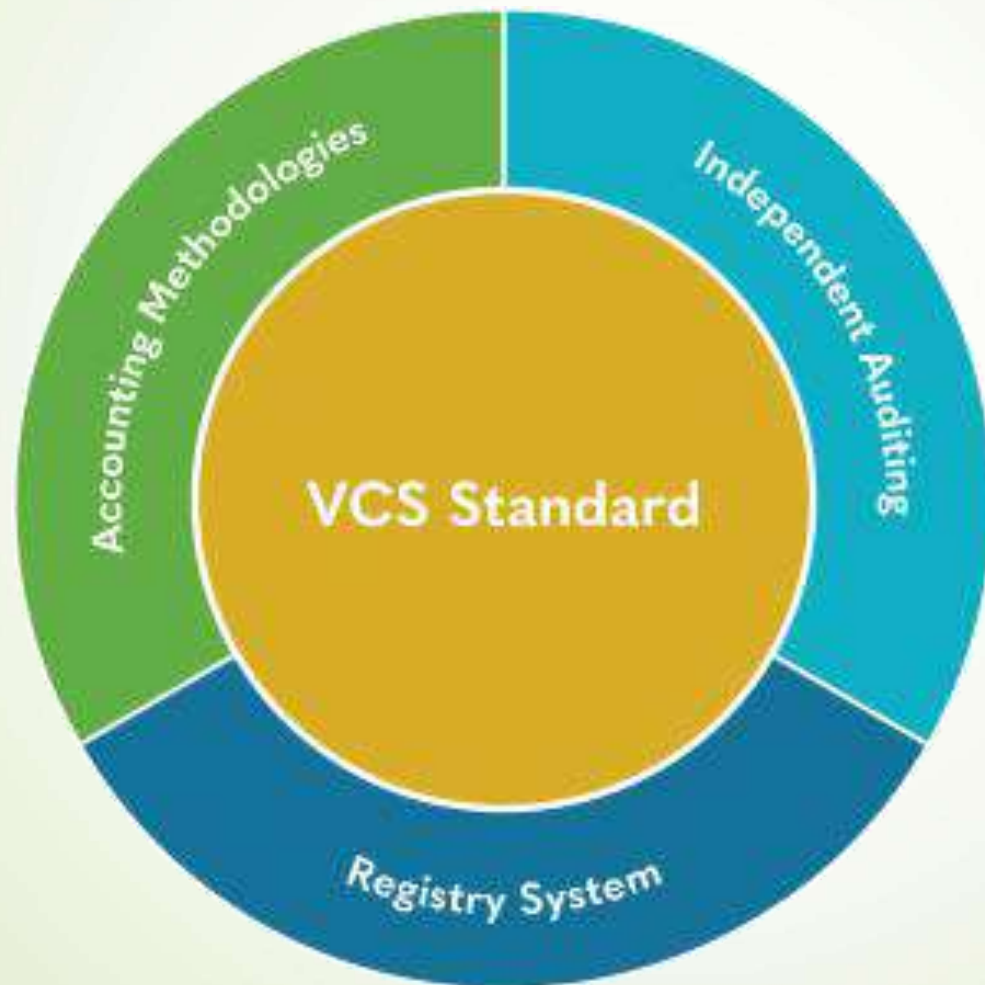 Accounting Methodologies
Independent Auditing
VCS Standard
Registry System